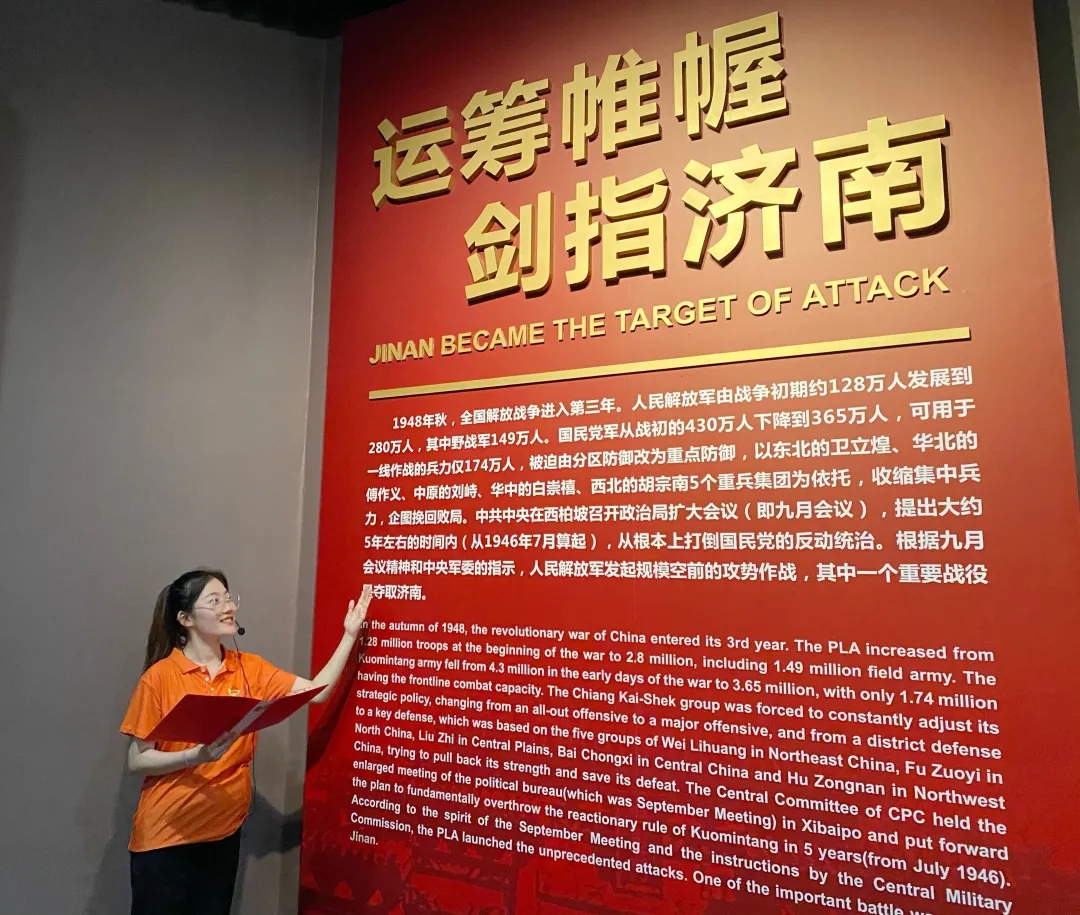 运筹帷幄
剑指济南
JINAN BECAME THE TARGET OF ATTACK
1948年秋，全国解放战争进入第三年。人民解放军由战争初期约128万人发展到
280万人，其中野战军149万人。国民党军从战初的430万人下降到365万人，可用于
一线作战的兵力仅174万人，被迫由分区防御改为重点防御，以东北的卫立煌、华北的
傅作义、中原的刘峙、华中的白崇禧、西北的胡宗南5个重兵集团为依托，收缩集中兵
力，企图挽回败局。中共中央在西柏坡召开政治局扩大会议（即九月会议），提出大约
5年左右的时间内（从1946年7月算起），从根本上打倒国民党的反动统治。根据九月
会议精神和中央军委的指示，人民解放军发起规模空前的攻势作战，其中一个重要战役
是夺取济南。
In the autumn of 1948, the revolutionary war of China entered its 3rd year. The PLA increased from
1.28 million troops at the beginning of the war to 2.8 million, including 1.49 million field army. The
Kuomintang army fell from 4.3 million in the early days of the war to 3.65 million, with only 1.74 million
having the frontline combat capacity. The Chiang Kai-Shek group was forced to constantly adjust its
strategic policy, changing from an all-out offensive to a major offensive, and from a district defense
to a key defense, which was based on the five groups of Wei Lihuang in Northeast China, Fu Zuoyi in
North China, Liu Zhi in Central Plains, Bai Chongxi in Central China and Hu Zongnan in Northwest
China, trying to pull back its strength and save its defeat. The Central Committee of CPC held the
enlarged meeting of the political bureau(which was September Meeting) in Xibaipo and put forward
the plan to fundamentally overthrow the reactionary rule of Kuomintang in 5 years(from July 1946).
According to the spirit of the September Meeting and the instructions by the Central Military
Commission, the PLA launched the unprecedented attacks. One of the important battle
Jinan.